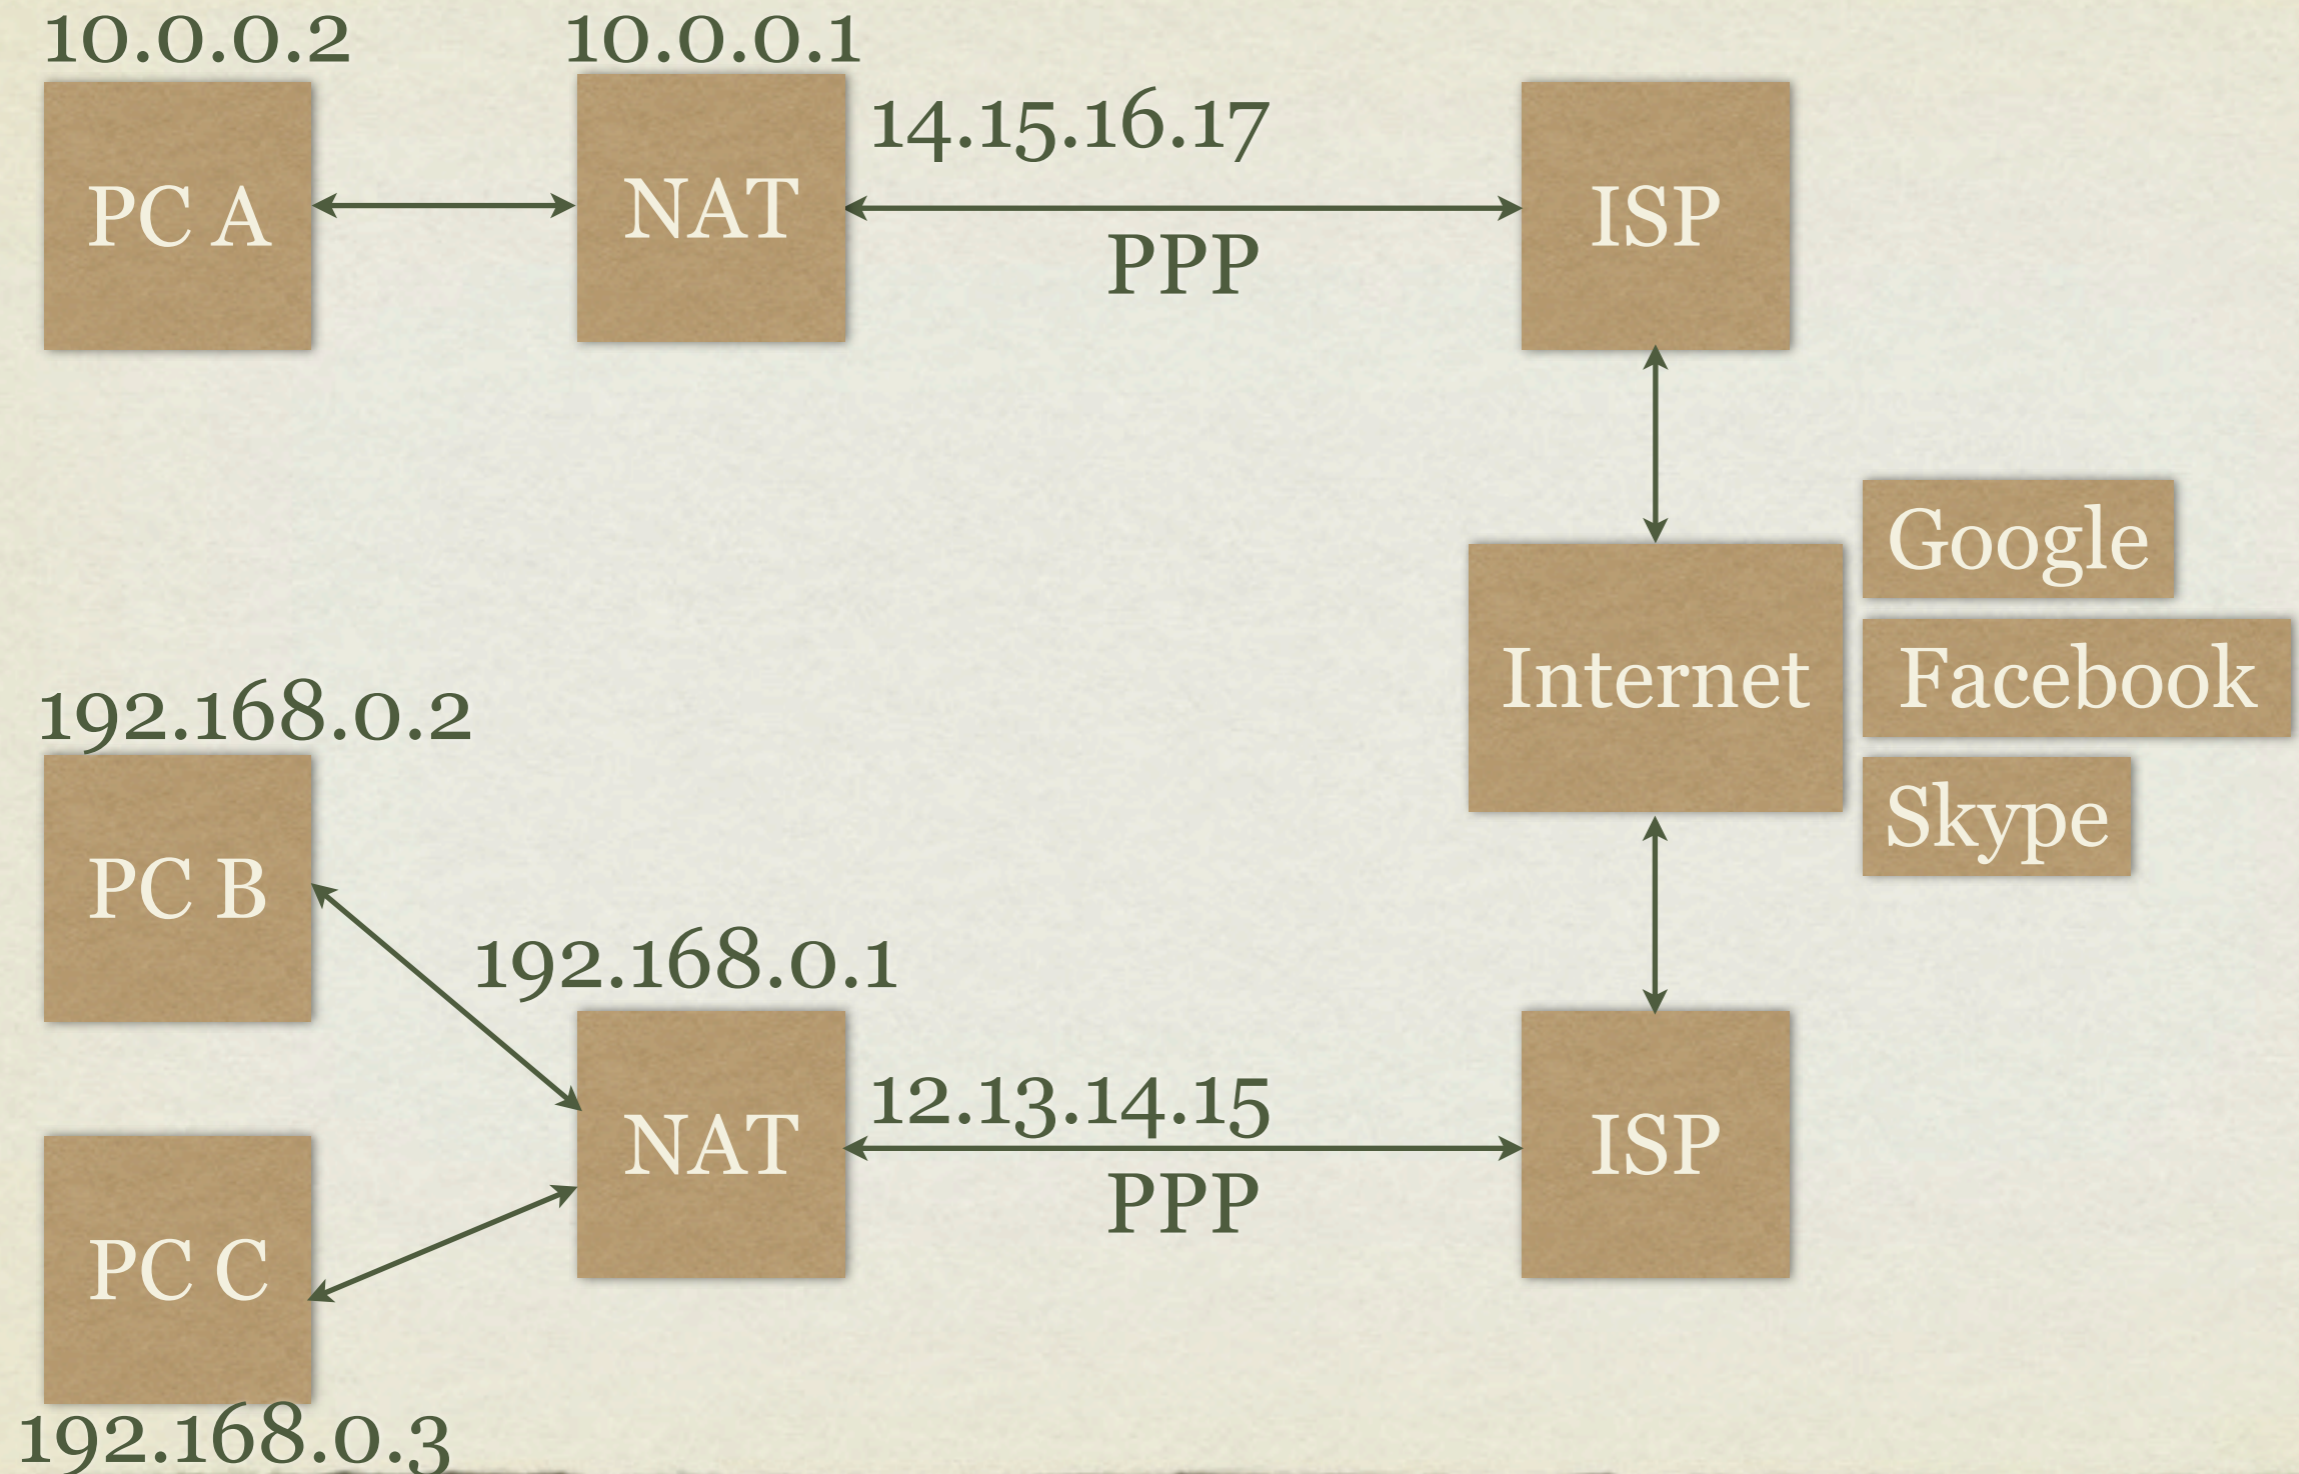 10.0.0.2
10.0.0.1
14.15.16.17
PC A
NAT
PPP
ISP
Google
Internet
Facebook
Skype
192.168.0.2
PC B
192.168.0.1
12.13.14.15
NAT
PPP
ISP
PC C
192.168.0.3